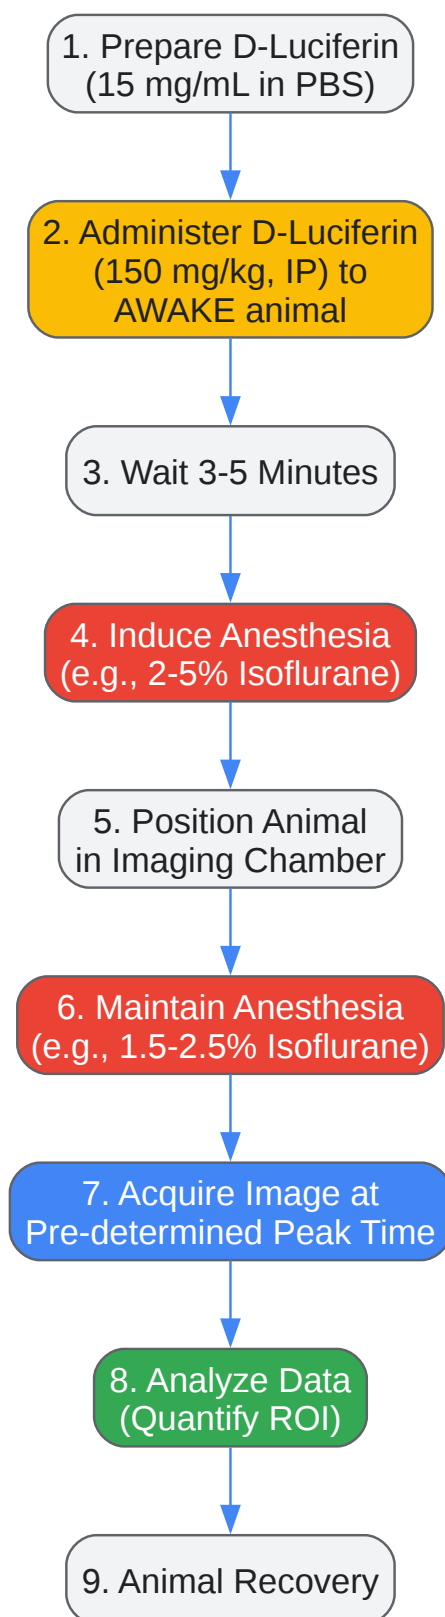 1. Prepare D-Luciferin
(15 mg/mL in PBS)
2. Administer D-Luciferin
(150 mg/kg, IP) to
AWAKE animal
3. Wait 3-5 Minutes
4. Induce Anesthesia
(e.g., 2-5% Isoflurane)
5. Position Animal
in Imaging Chamber
6. Maintain Anesthesia
(e.g., 1.5-2.5% Isoflurane)
7. Acquire Image at
Pre-determined Peak Time
8. Analyze Data
(Quantify ROI)
9. Animal Recovery